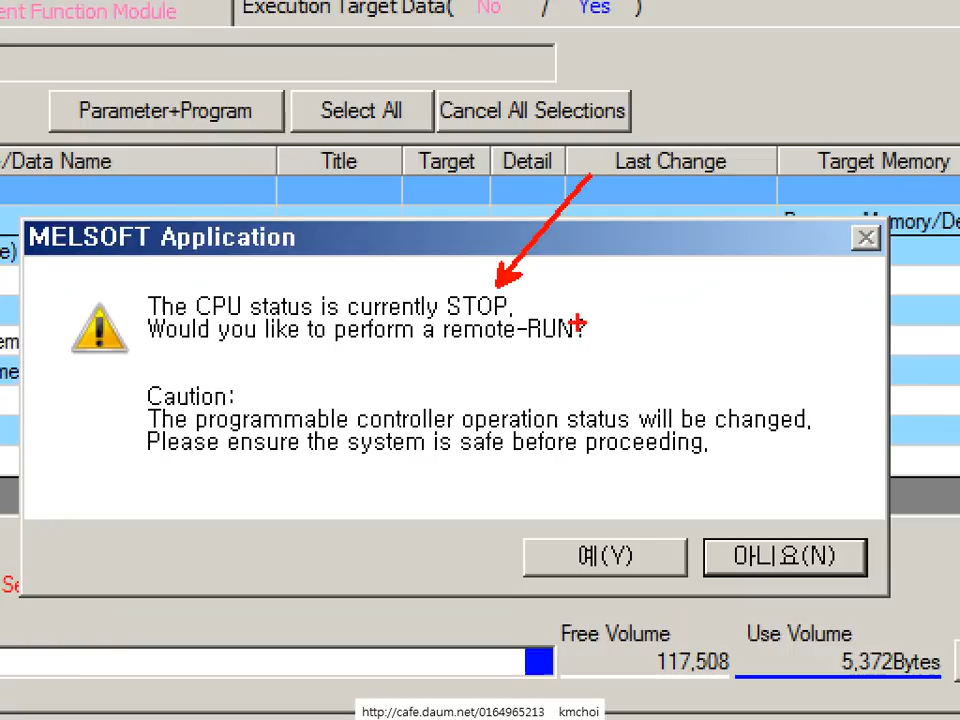 ent Function Module
Execution Target Data( No / Yes )
Parameter+Program
Select All
Cancel All Selections
/Data Name
Title
Target
Detail
Last Change
Target Memory
MELSOFT Application
The CPU status is currently STOP.
Would you like to perform a remote-RUN?
Caution:
The programmable controller operation status will be changed.
Please ensure the system is safe before proceeding.
예(Y)
아니요(N)
Free Volume
Use Volume
117,508
5,372Bytes
http://cafe.daum.net/0164965213 kmchoi